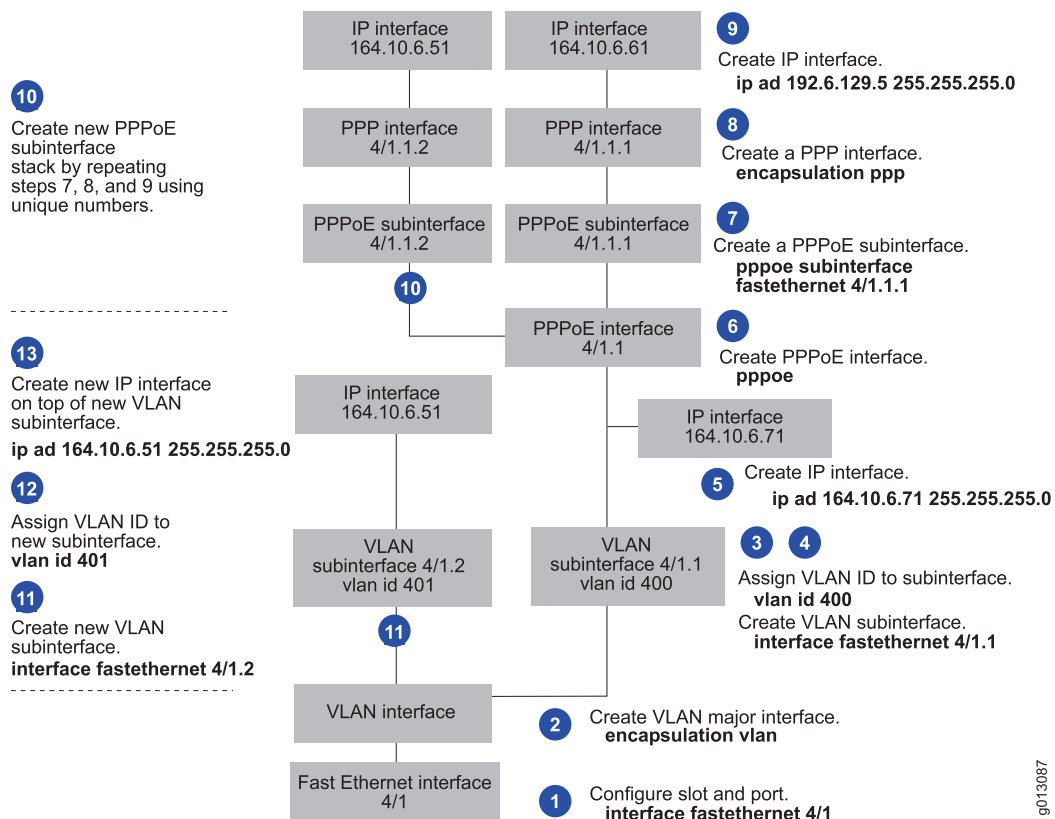 IP interface
164.10.6.51
IP interface
164.10.6.61
9
Create IP interface.
ip ad 192.6.129.5 255.255.255.0
10
Create new PPPoE
subinterface
stack by repeating
steps 7, 8, and 9 using
unique numbers.
PPP interface
4/1.1.2
PPP interface
4/1.1.1
8
Create a PPP interface.
encapsulation ppp
PPPoE subinterface
4/1.1.2
PPPoE subinterface
4/1.1.1
7
Create a PPPoE subinterface.
pppoe subinterface
fastethernet 4/1.1.1
10
PPPoE interface
4/1.1
6
Create PPPoE interface.
pppoe
13
Create new IP interface
on top of new VLAN
subinterface.
ip ad 164.10.6.51 255.255.255.0
IP interface
164.10.6.51
IP interface
164.10.6.71
5
Create IP interface.
ip ad 164.10.6.71 255.255.255.0
12
Assign VLAN ID to
new subinterface.
vlan id 401
VLAN
subinterface 4/1.2
vlan id 401
VLAN
subinterface 4/1.1
vlan id 400
3 4
Assign VLAN ID to subinterface.
vlan id 400
Create VLAN subinterface.
interface fastethernet 4/1.1
11
Create new VLAN
subinterface.
interface fastethernet 4/1.2
11
VLAN interface
2
Create VLAN major interface.
encapsulation vlan
Fast Ethernet interface
4/1
1
Configure slot and port.
interface fastethernet 4/1
g013087